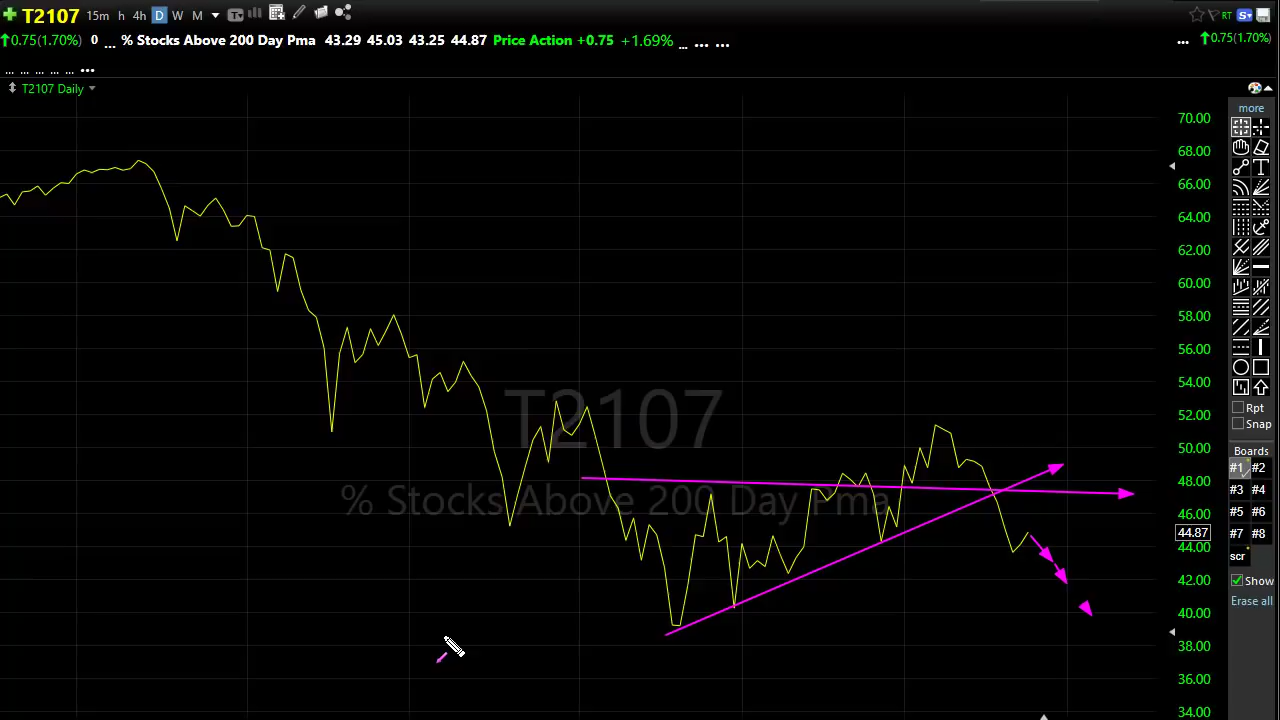 T2107 15m h 4h D W M T RT S
0.75(1.70%) 0 ... % Stocks Above 200 Day Pma 43.29 45.03 43.25 44.87 Price Action +0.75 +1.69% ... ... ... ... 0.75(1.70%)
... ... ... ... ... ...
T2107 Daily
more
70.00
68.00
66.00
64.00
62.00
60.00
58.00
56.00
54.00
52.00
50.00
48.00
46.00
44.87
44.00
42.00
40.00
38.00
36.00
34.00
T2107
% Stocks Above 200 Day Pma
T
Rpt
Snap
Boards
#1 #2
#3 #4
#5 #6
#7 #8
scr
Show
Erase all